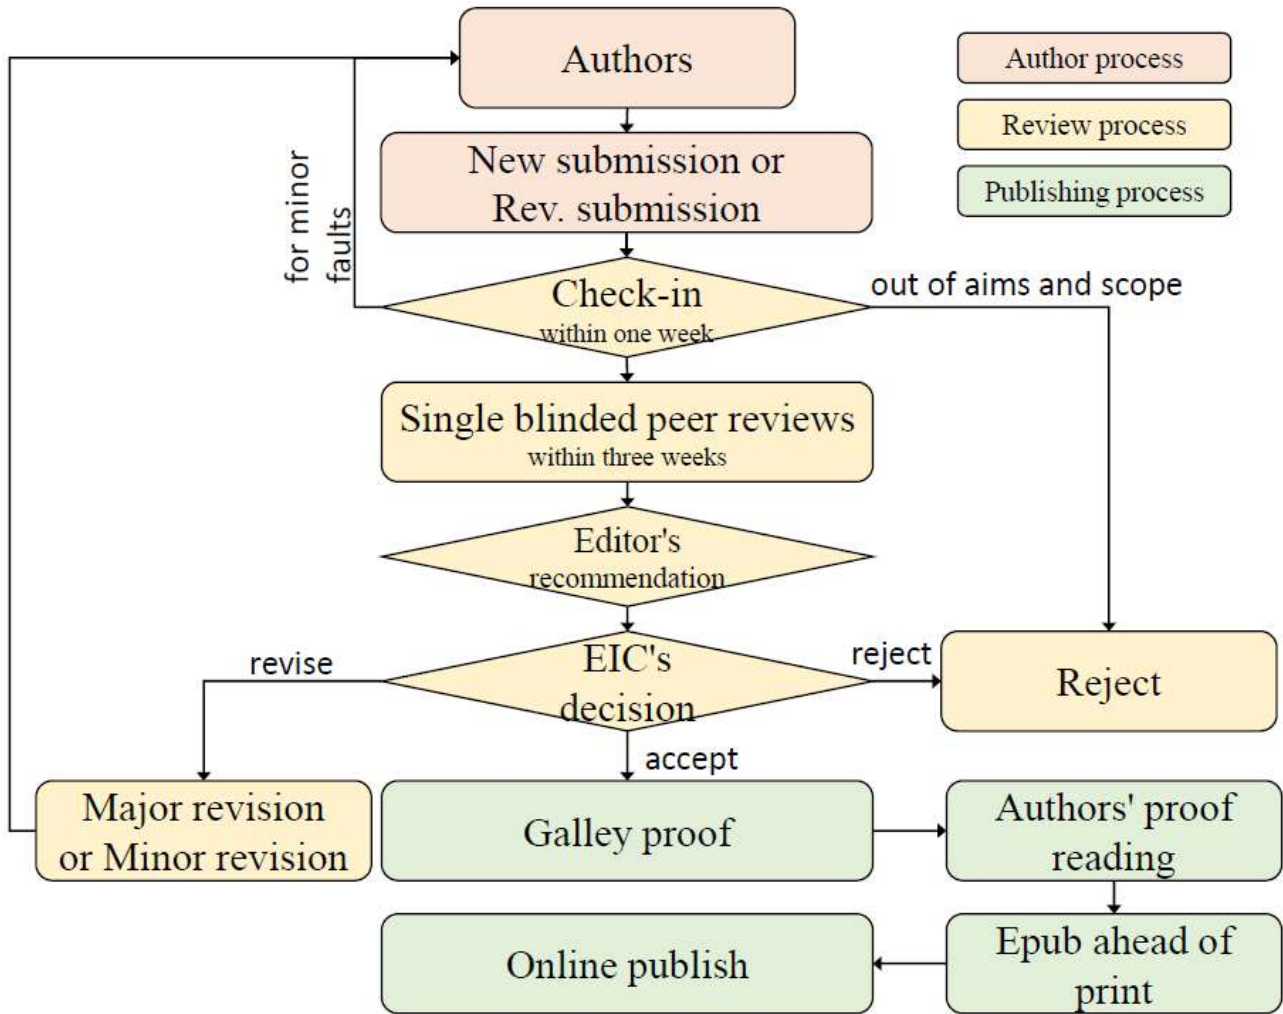 Authors
Author process
Review process
Publishing process
New submission or
Rev. submission
for minor
faults
Check-in
within one week
out of aims and scope
Single blinded peer reviews
within three weeks
Editor's
recommendation
EIC's
decision
revise
reject
Reject
accept
Major revision
or Minor revision
Galley proof
Authors' proof
reading
Online publish
Epub ahead of
print